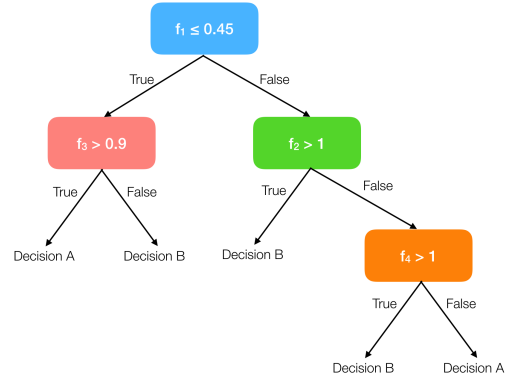 f₁ ≤ 0.45
True
False
f₃ > 0.9
f₂ > 1
True
False
True
False
Decision A
Decision B
Decision B
f₄ > 1
True
False
Decision B
Decision A